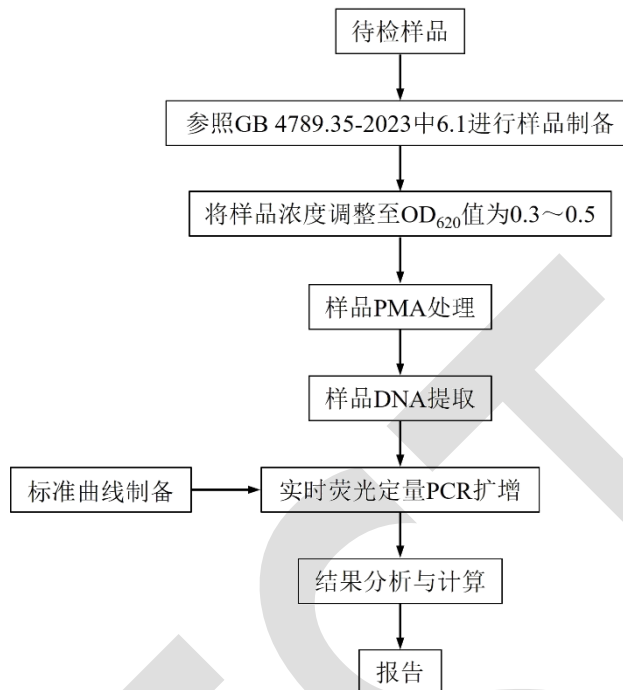 待检样品
参照GB 4789.35-2023中6.1进行样品制备
将样品浓度调整至OD₆₂₀值为0.3～0.5
样品PMA处理
样品DNA提取
标准曲线制备
实时荧光定量PCR扩增
结果分析与计算
报告